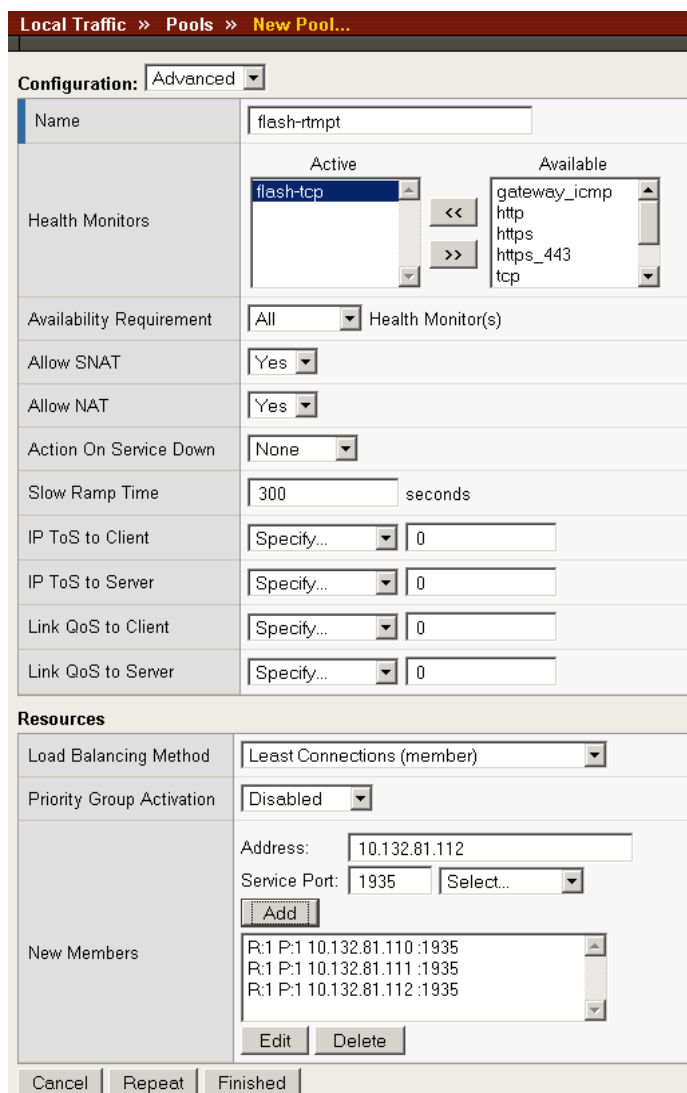 Local Traffic » Pools » New Pool...
Configuration: Advanced
Name flash-rtmpt
Active Available
Health Monitors
flash-tcp
<<
>>
gateway_icmp
http
https
https_443
tcp
Availability Requirement All Health Monitor(s)
Allow SNAT Yes
Allow NAT Yes
Action On Service Down None
Slow Ramp Time 300 seconds
IP ToS to Client Specify... 0
IP ToS to Server Specify... 0
Link QoS to Client Specify... 0
Link QoS to Server Specify... 0
Resources
Load Balancing Method Least Connections (member)
Priority Group Activation Disabled
New Members
Address: 10.132.81.112
Service Port: 1935 Select...
Add
R:1 P:1 10.132.81.110 :1935
R:1 P:1 10.132.81.111 :1935
R:1 P:1 10.132.81.112 :1935
Edit Delete
Cancel Repeat Finished